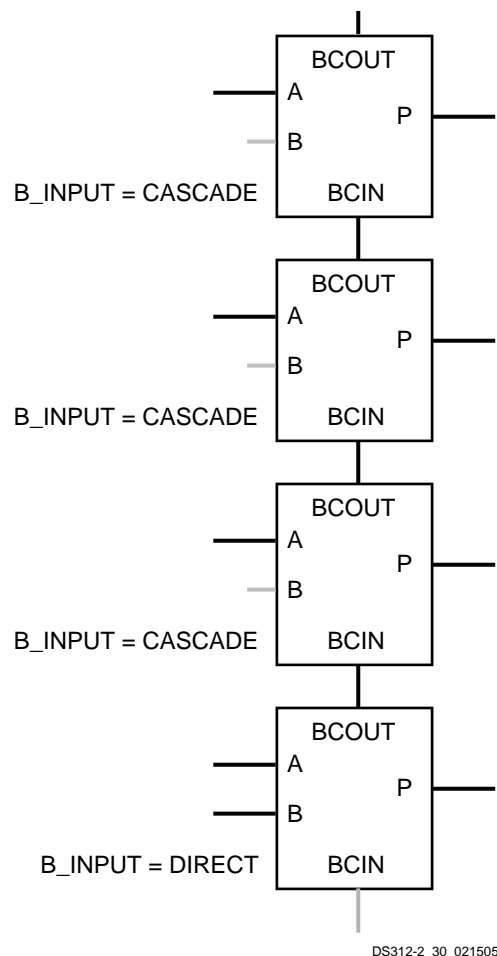 BCOUT
A
P
B
B_INPUT = CASCADE
BCIN
BCOUT
A
P
B
B_INPUT = CASCADE
BCIN
BCOUT
A
P
B
B_INPUT = CASCADE
BCIN
BCOUT
A
P
B
B_INPUT = DIRECT
BCIN
DS312-2_30_021505